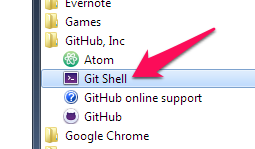 Evernote
Games
GitHub, Inc
Atom
Git Shell
GitHub online support
GitHub
Google Chrome